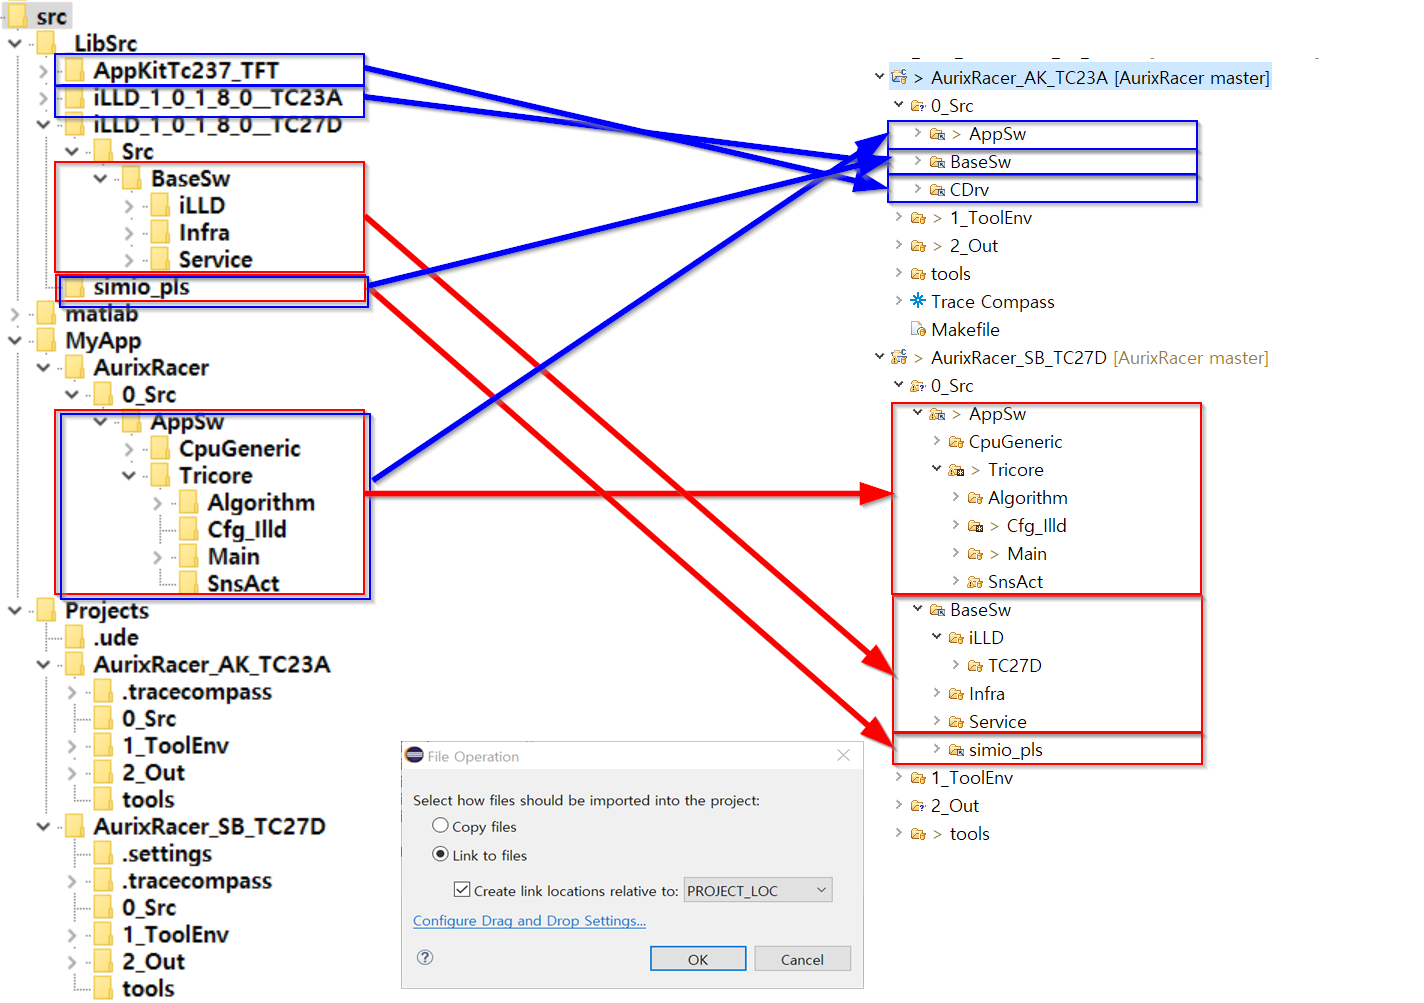 src
LibSrc
AppKitTc237_TFT
iLLD_1_0_1_8_0__TC23A
iLLD_1_0_1_8_0__TC27D
Src
BaseSw
iLLD
Infra
Service
simio_pls
matlab
MyApp
AurixRacer
0_Src
AppSw
CpuGeneric
Tricore
Algorithm
Cfg_Illd
Main
SnsAct
Projects
.ude
AurixRacer_AK_TC23A
.tracecompass
0_Src
1_ToolEnv
2_Out
tools
AurixRacer_SB_TC27D
.settings
.tracecompass
0_Src
1_ToolEnv
2_Out
tools
> AurixRacer_AK_TC23A [AurixRacer master]
0_Src
> AppSw
BaseSw
CDrv
> 1_ToolEnv
> 2_Out
tools
Trace Compass
Makefile
> AurixRacer_SB_TC27D [AurixRacer master]
0_Src
> AppSw
CpuGeneric
> Tricore
Algorithm
> Cfg_Illd
> Main
SnsAct
BaseSw
iLLD
TC27D
Infra
Service
simio_pls
1_ToolEnv
2_Out
> tools
File Operation
Select how files should be imported into the project:
Copy files
Link to files
Create link locations relative to: PROJECT_LOC
Configure Drag and Drop Settings...
? OK Cancel